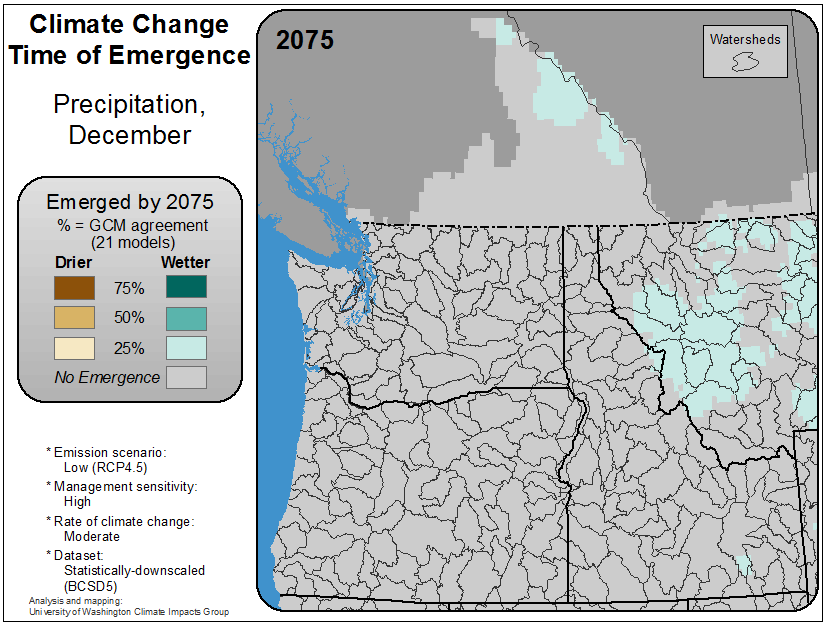 Climate Change
Time of Emergence
Precipitation,
December
Emerged by 2075
% = GCM agreement
(21 models)
Drier Wetter
75%
50%
25%
No Emergence
* Emission scenario:
Low (RCP4.5)
* Management sensitivity:
High
* Rate of climate change:
Moderate
* Dataset:
Statistically-downscaled
(BCSD5)
Analysis and mapping:
University of Washington Climate Impacts Group
2075
Watersheds